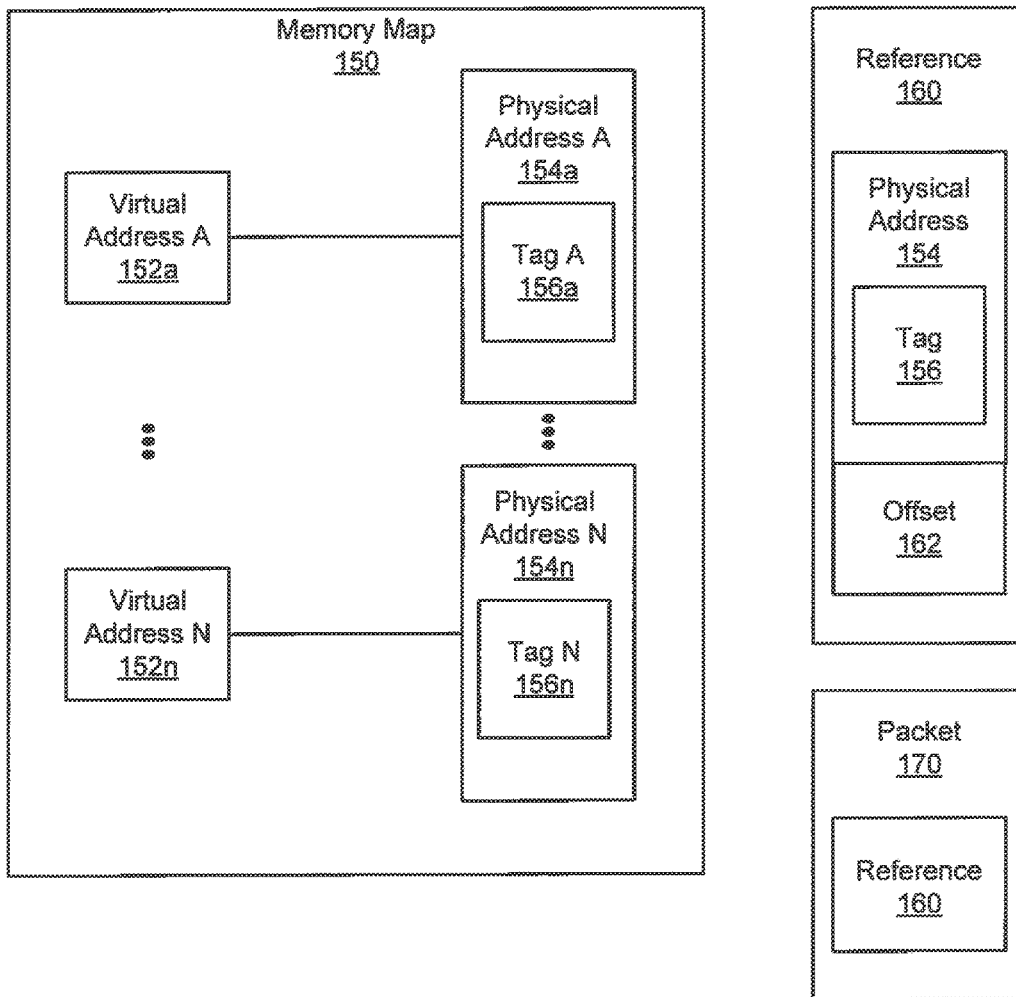 Memory Map
150
Physical
Address A
154a
Virtual
Address A
152a
Tag A
156a
Physical
Address N
154n
Virtual
Address N
152n
Tag N
156n
Reference
160
Physical
Address
154
Tag
156
Offset
162
Packet
170
Reference
160